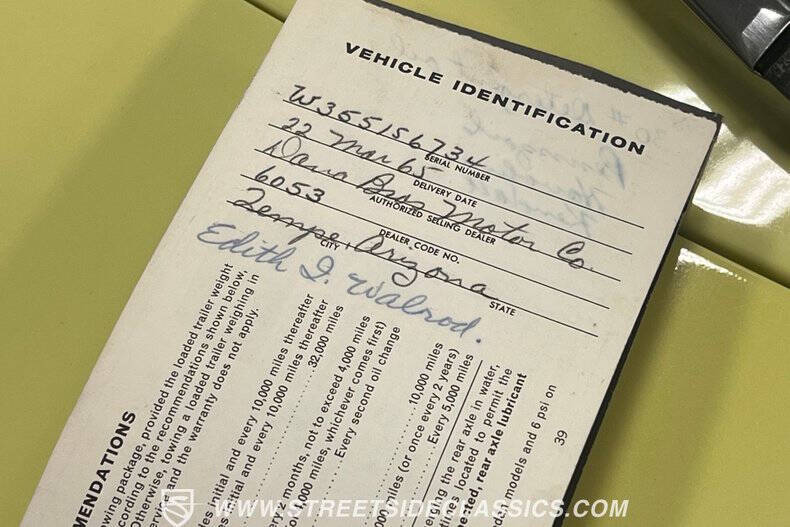 VEHICLE IDENTIFICATION
W355156734
SERIAL NUMBER
22 Mar 65
DELIVERY DATE
Dana Bros Motor Co.
AUTHORIZED SELLING DEALER
6053
DEALER CODE NO.
Tempe, Arizona
CITY STATE
Edith I. Walrod.
MENDATIONS
wing package, provided the loaded trailer weight
cording to the recommendations shown below,
Otherwise, towing a loaded trailer weighing in
and the warranty does not apply.
initial and every 10,000 miles thereafter
initial and every 10,000 miles thereafter
32,000 miles
months, not to exceed 4,000 miles
miles, whichever comes first)
Every second oil change
10,000 miles
miles (or once every 2 years)
Every 5,000 miles
ering the rear axle in water,
located to permit the
rear axle lubricant
models and 6 psi on
39
WWW.STREETSIDECLASSICS.COM